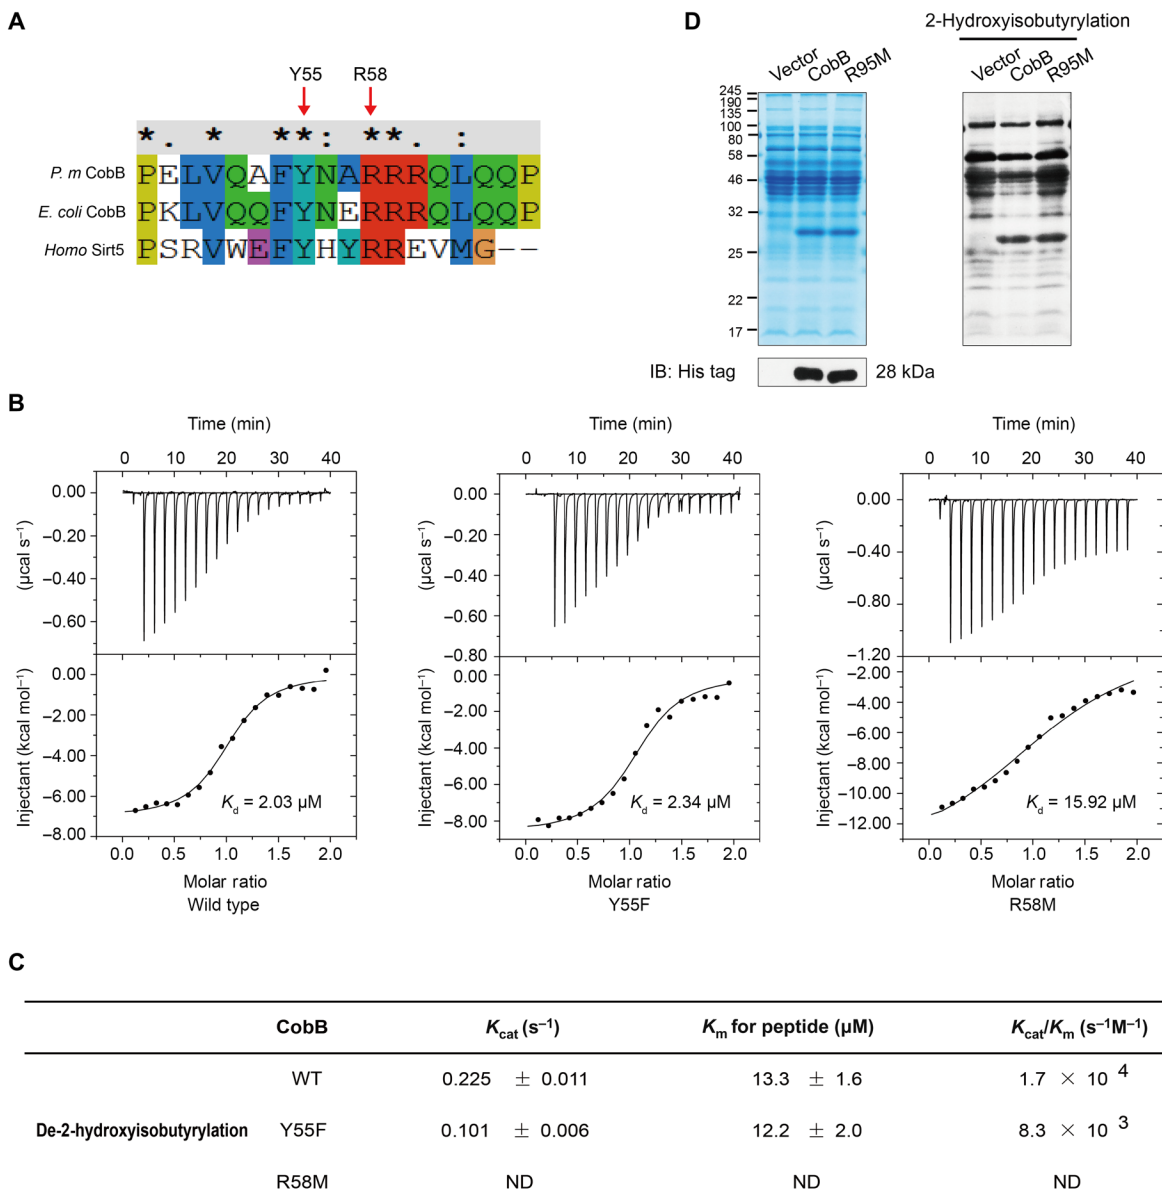 A
Y55 R58
* . * * * : * * . :
P. m CobB PELVQAFYNARRRQLQQP
E. coli CobB PKLVQQFYNERRRQLQQP
Homo Sirt5 PSRVWEFYHYRREVMG--
D
2-Hydroxyisobutyrylation
Vector CobB R95M Vector CobB R95M
245
190
135
100
80
58
46
32
25
22
17
IB: His tag 28 kDa
B
Time (min) Time (min) Time (min)
0 10 20 30 40 0 10 20 30 40 0 10 20 30 40
(µcal s⁻¹)
0.00
−0.20
−0.40
−0.60
Injectant (kcal mol⁻¹)
0.00
−2.00
−4.00
−6.00
−8.00
Kd = 2.03 µM
0.0 0.5 1.0 1.5 2.0
Molar ratio
Wild type
(µcal s⁻¹)
0.00
−0.20
−0.40
−0.60
−0.80
Injectant (kcal mol⁻¹)
0.00
−2.00
−4.00
−6.00
−8.00
Kd = 2.34 µM
0.0 0.5 1.0 1.5 2.0
Molar ratio
Y55F
(µcal s⁻¹)
0.00
−0.40
−0.80
−1.20
Injectant (kcal mol⁻¹)
−2.00
−4.00
−6.00
−8.00
−10.00
−12.00
Kd = 15.92 µM
0.0 0.5 1.0 1.5 2.0
Molar ratio
R58M
C
CobB Kcat (s⁻¹) Km for peptide (µM) Kcat/Km (s⁻¹M⁻¹)
WT 0.225 ± 0.011 13.3 ± 1.6 1.7 × 10⁴
De-2-hydroxyisobutyrylation Y55F 0.101 ± 0.006 12.2 ± 2.0 8.3 × 10³
R58M ND ND ND